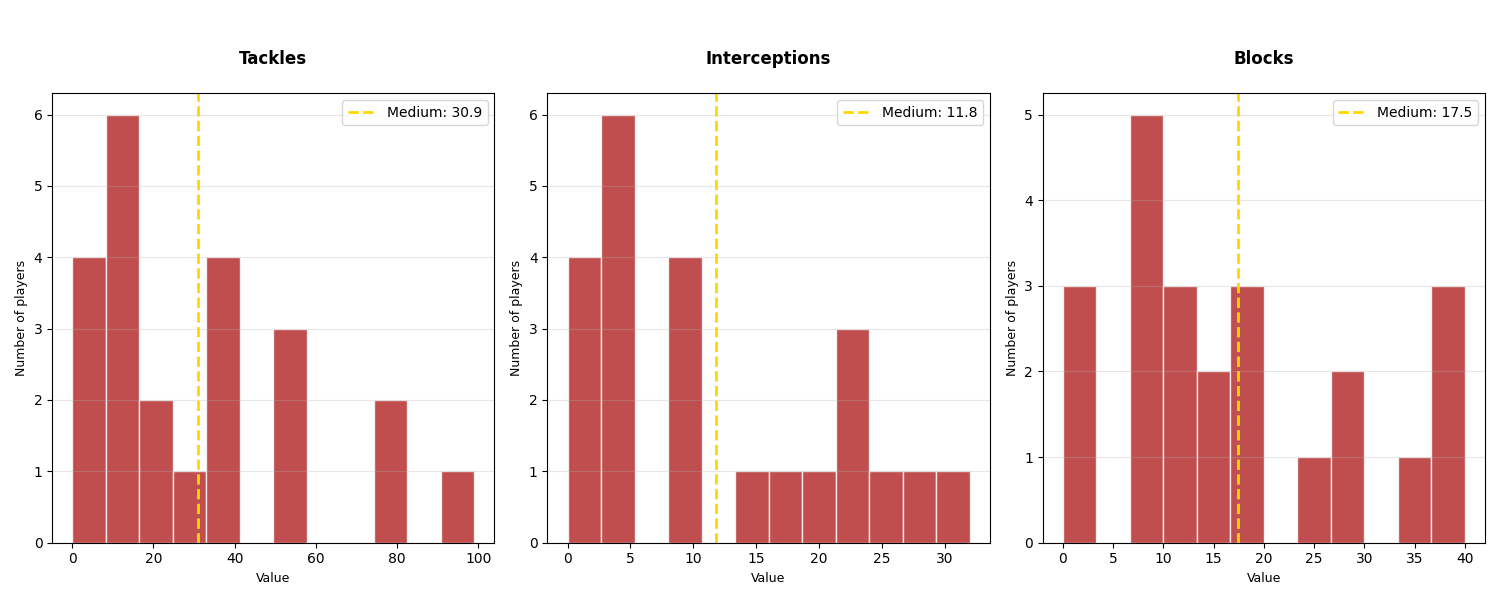 Tackles
Medium: 30.9
Number of players
6
5
4
3
2
1
0
0 20 40 60 80 100
Value
Interceptions
Medium: 11.8
Number of players
6
5
4
3
2
1
0
0 5 10 15 20 25 30
Value
Blocks
Medium: 17.5
Number of players
5
4
3
2
1
0
0 5 10 15 20 25 30 35 40
Value